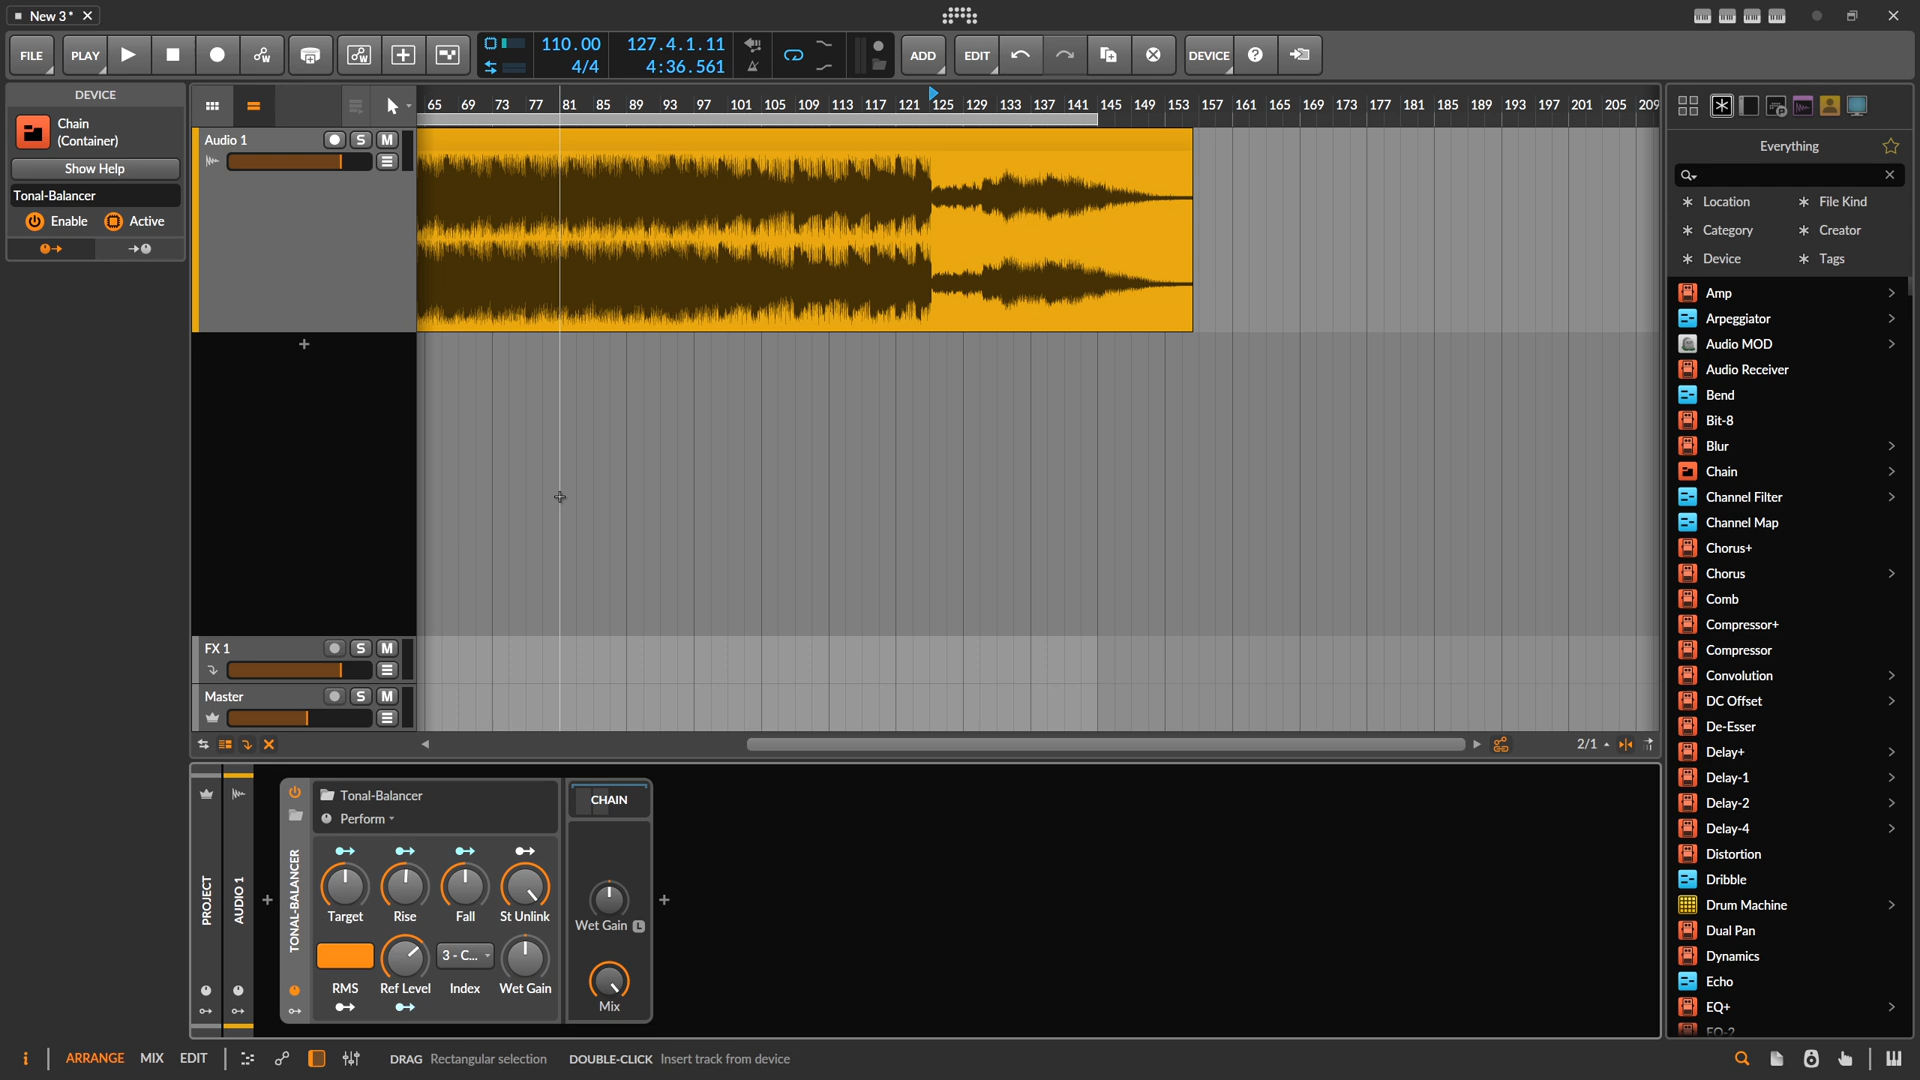 New 3*
FILE PLAY 110.00 4/4 127.4.1.11 4:36.561 ADD EDIT DEVICE
DEVICE
Chain
(Container)
Show Help
Tonal-Balancer
Enable Active
65 69 73 77 81 85 89 93 97 101 105 109 113 117 121 125 129 133 137 141 145 149 153 157 161 165 169 173 177 181 185 189 193 197 201 205 209
Audio 1 S M
FX 1 S M
Master S M
2/1
PROJECT
AUDIO 1
TONAL-BALANCER
Tonal-Balancer
Perform
Target Rise Fall St Unlink
3 - C...
RMS Ref Level Index Wet Gain
CHAIN
Wet Gain L
Mix
Everything
Location File Kind
Category Creator
Device Tags
Amp
Arpeggiator
Audio MOD
Audio Receiver
Bend
Bit-8
Blur
Chain
Channel Filter
Channel Map
Chorus+
Chorus
Comb
Compressor+
Compressor
Convolution
DC Offset
De-Esser
Delay+
Delay-1
Delay-2
Delay-4
Distortion
Dribble
Drum Machine
Dual Pan
Dynamics
Echo
EQ+
EQ-2
i ARRANGE MIX EDIT DRAG Rectangular selection DOUBLE-CLICK Insert track from device